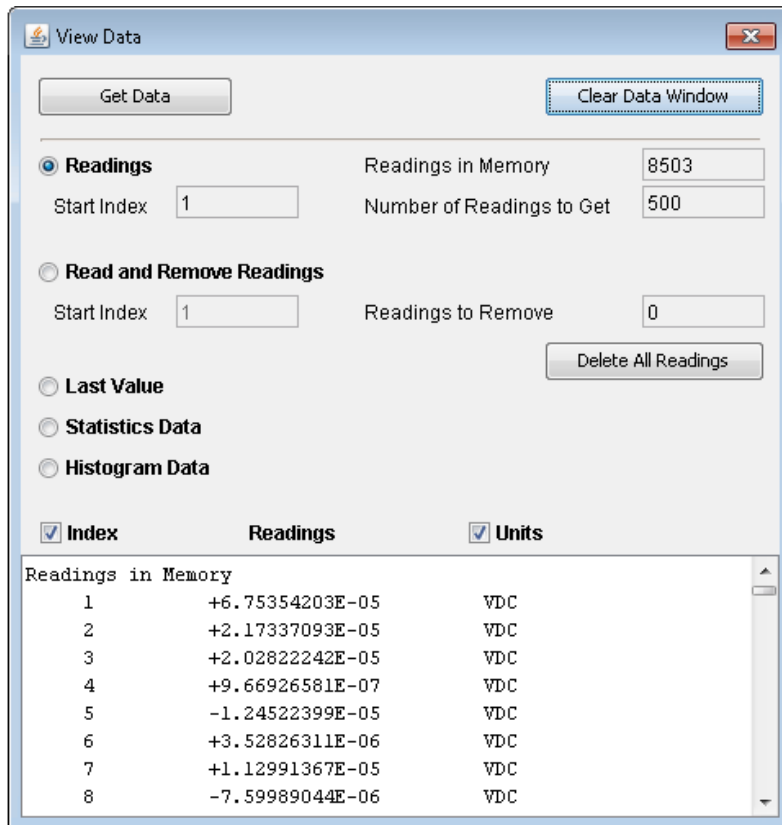 View Data
Get Data Clear Data Window
Readings Readings in Memory 8503
Start Index 1 Number of Readings to Get 500
Read and Remove Readings
Start Index 1 Readings to Remove 0
Delete All Readings
Last Value
Statistics Data
Histogram Data
Index Readings Units
Readings in Memory
1 +6.75354203E-05 VDC
2 +2.17337093E-05 VDC
3 +2.02822242E-05 VDC
4 +9.66926581E-07 VDC
5 -1.24522399E-05 VDC
6 +3.52826311E-06 VDC
7 +1.12991367E-05 VDC
8 -7.59989044E-06 VDC